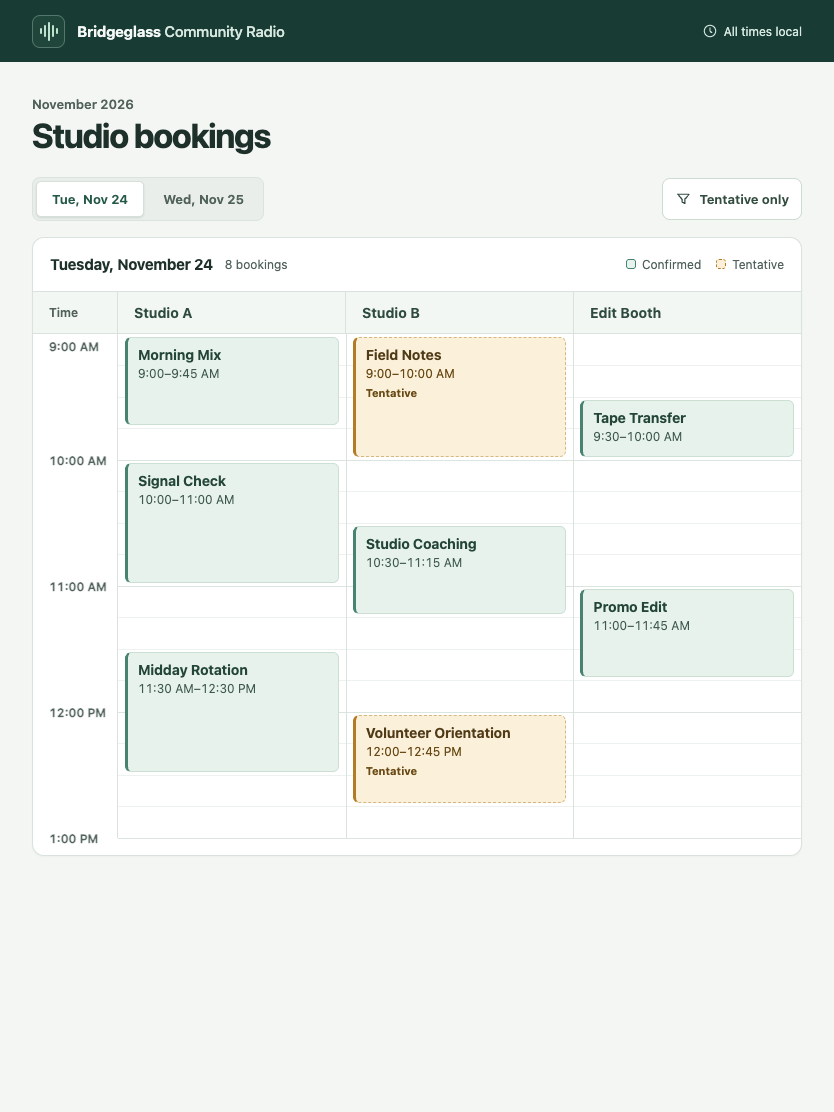 Bridgeglass Community Radio
All times local
November 2026
Studio bookings
Tue, Nov 24
Wed, Nov 25
Tentative only
Tuesday, November 24
8 bookings
Confirmed
Tentative
Time
Studio A
Studio B
Edit Booth
9:00 AM
Morning Mix
9:00–9:45 AM
Field Notes
9:00–10:00 AM
Tentative
Tape Transfer
9:30–10:00 AM
10:00 AM
Signal Check
10:00–11:00 AM
Studio Coaching
10:30–11:15 AM
11:00 AM
Promo Edit
11:00–11:45 AM
Midday Rotation
11:30 AM–12:30 PM
12:00 PM
Volunteer Orientation
12:00–12:45 PM
Tentative
1:00 PM